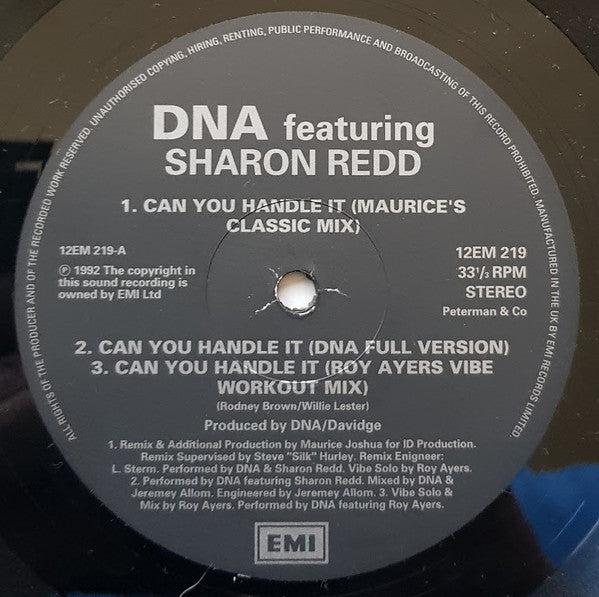 ALL RIGHTS OF THE PRODUCER AND OF THE RECORDED WORK RESERVED. UNAUTHORISED COPYING, HIRING, RENTING, PUBLIC PERFORMANCE AND BROADCASTING OF THIS RECORD PROHIBITED. MANUFACTURED IN THE UK BY EMI RECORDS LIMITED
DNA featuring
SHARON REDD
1. CAN YOU HANDLE IT (MAURICE'S
CLASSIC MIX)
12EM 219-A
℗ 1992 The copyright in
this sound recording is
owned by EMI Ltd
12EM 219
33⅓ RPM
STEREO
Peterman & Co
2. CAN YOU HANDLE IT (DNA FULL VERSION)
3. CAN YOU HANDLE IT (ROY AYERS VIBE
WORKOUT MIX)
(Rodney Brown/Willie Lester)
Produced by DNA/Davidge
1. Remix & Additional Production by Maurice Joshua for ID Production.
Remix Supervised by Steve "Silk" Hurley. Remix Enigneer:
L. Sterm. Performed by DNA & Sharon Redd. Vibe Solo by Roy Ayers.
2. Performed by DNA featuring Sharon Redd. Mixed by DNA &
Jeremey Allom. Engineered by Jeremey Allom. 3. Vibe Solo &
Mix by Roy Ayers. Performed by DNA featuring Roy Ayers.
EMI